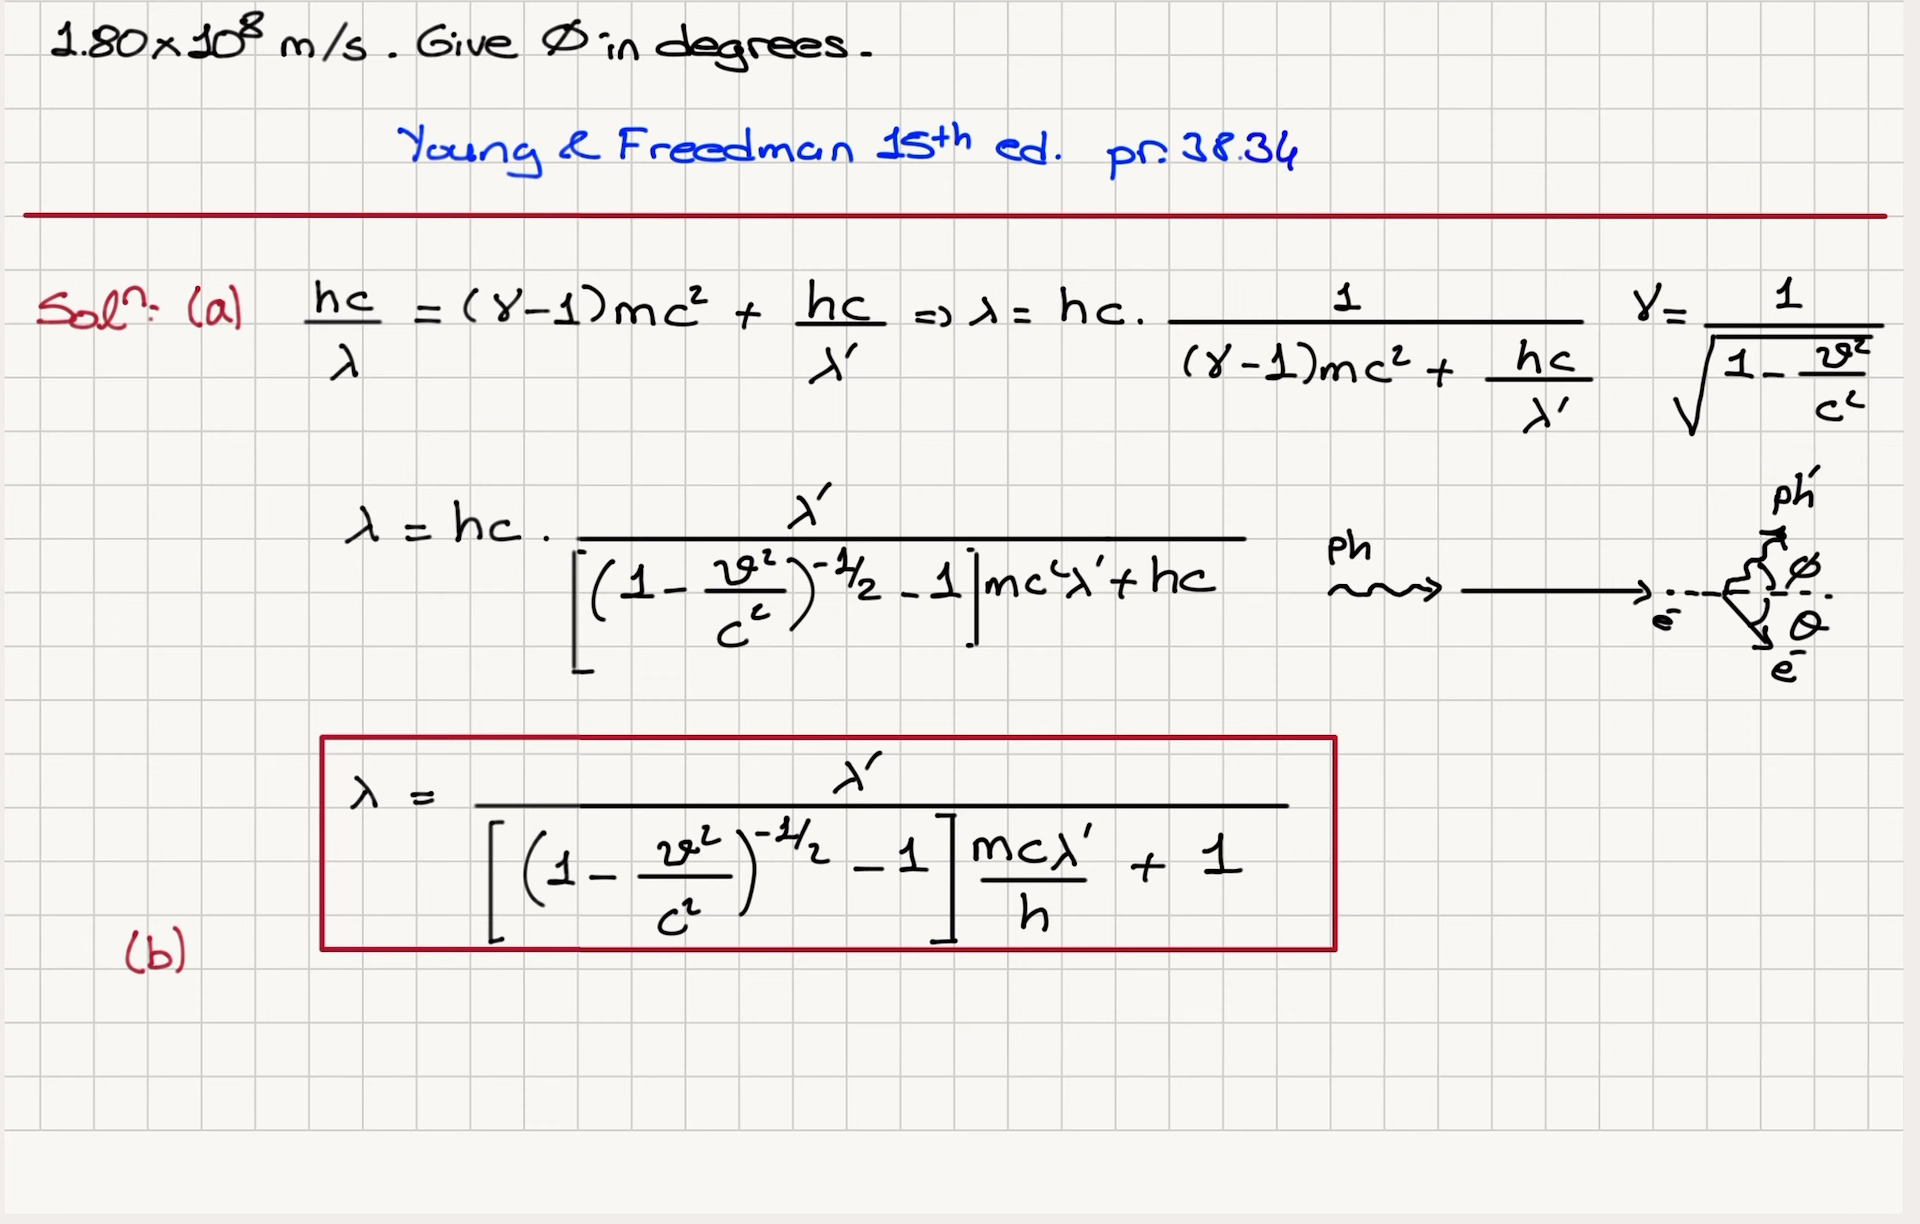 1.80×10⁸ m/s. Give Ø in degrees.
Young & Freedman 15th ed. pr. 38.34
Solⁿ: (a) hc/λ = (γ-1)mc² + hc/λ' ⇒ λ = hc · 1/((γ-1)mc² + hc/λ') γ = 1/√(1 - v²/c²)
λ = hc · λ'/([(1 - v²/c²)^(-1/2) - 1]mc²λ' + hc)
ph e⁻ ph' Ø θ e⁻
λ = λ'/([(1 - v²/c²)^(-1/2) - 1] mcλ'/h + 1)
(b)